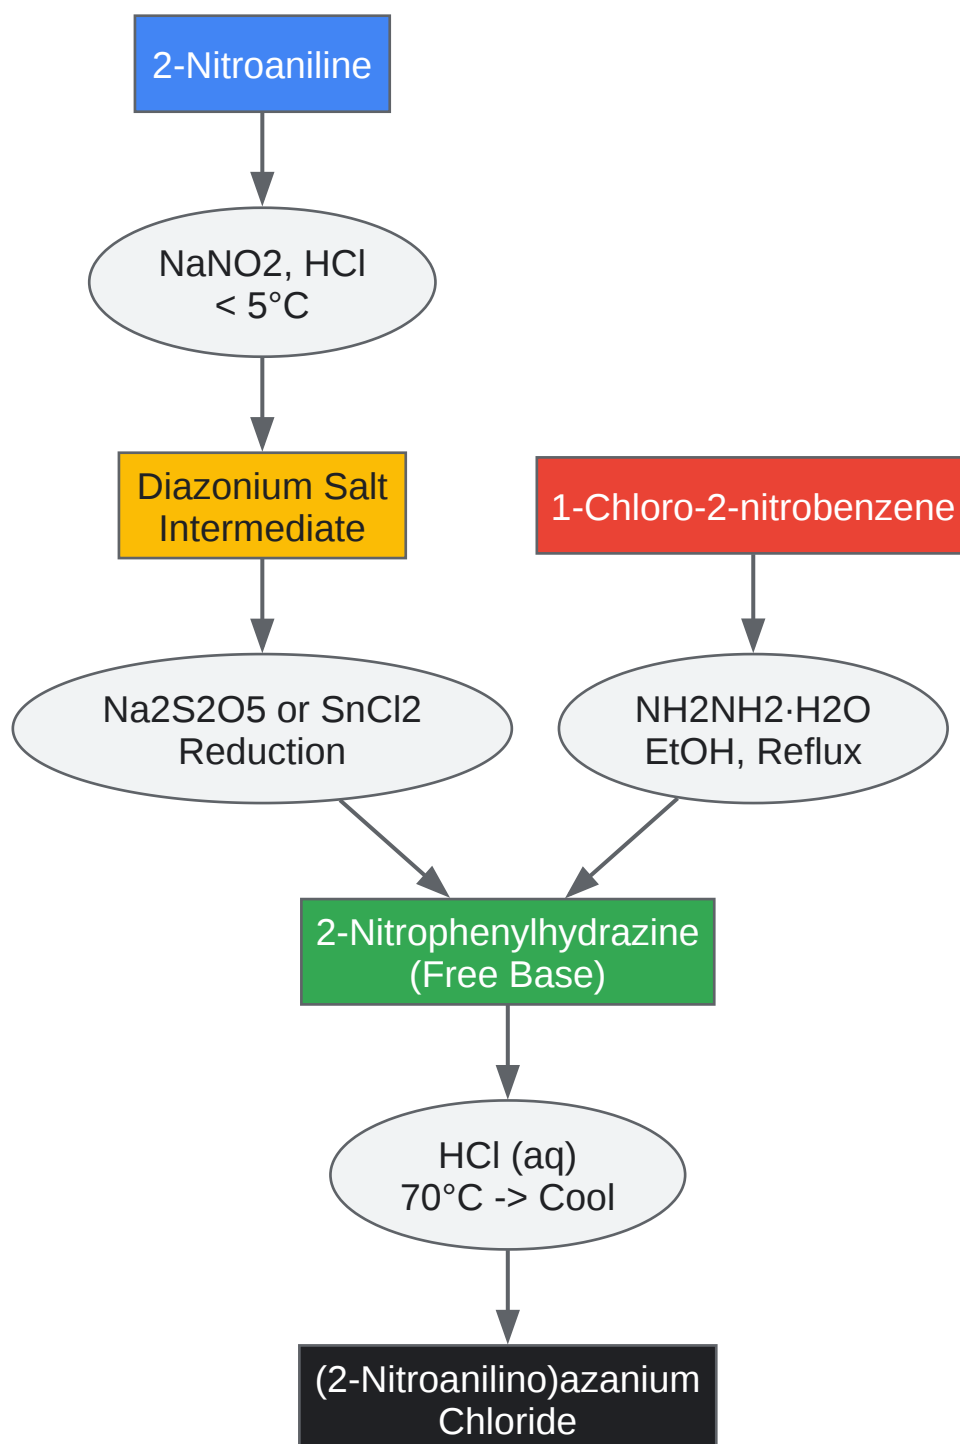 2-Nitroaniline
NaNO2, HCl
< 5°C
Diazonium Salt
Intermediate
1-Chloro-2-nitrobenzene
Na2S2O5 or SnCl2
Reduction
NH2NH2·H2O
EtOH, Reflux
2-Nitrophenylhydrazine
(Free Base)
HCl (aq)
70°C -> Cool
(2-Nitroanilino)azanium
Chloride